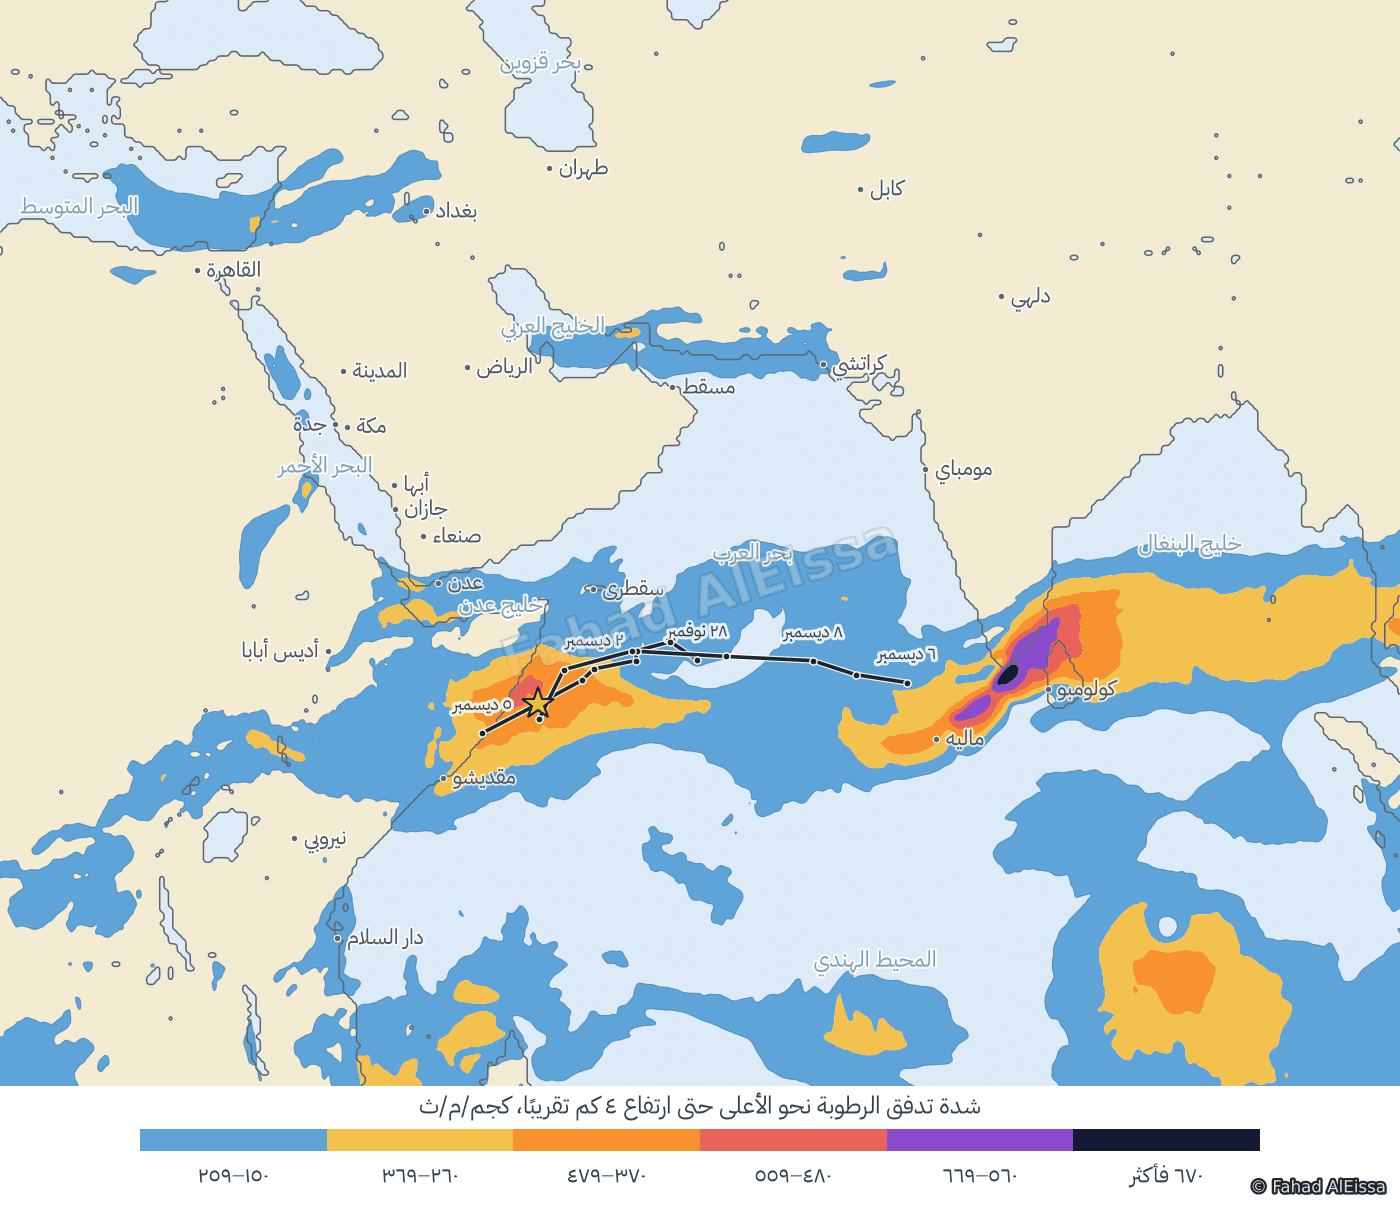 بحر قزوين
طهران
كابل
البحر المتوسط
بغداد
القاهرة
دلهي
الخليج العربي
المدينة
الرياض
كراتشي
مسقط
جدة
مكة
البحر الأحمر
مومباي
أبها
جازان
صنعاء
خليج البنغال
بحر العرب
Fahad AlEissa
عدن
سقطرى
خليج عدن
٢ ديسمبر
٢٨ نوفمبر
٨ ديسمبر
أديس أبابا
٦ ديسمبر
كولومبو
٥ ديسمبر
ماليه
مقديشو
نيروبي
دار السلام
المحيط الهندي
شدة تدفق الرطوبة نحو الأعلى حتى ارتفاع ٤ كم تقريبًا، كجم/م/ث
١٥٠–٢٥٩
٢٦٠–٣٦٩
٣٧٠–٤٧٩
٤٨٠–٥٥٩
٥٦٠–٦٦٩
٦٧٠ فأكثر
© Fahad AlEissa